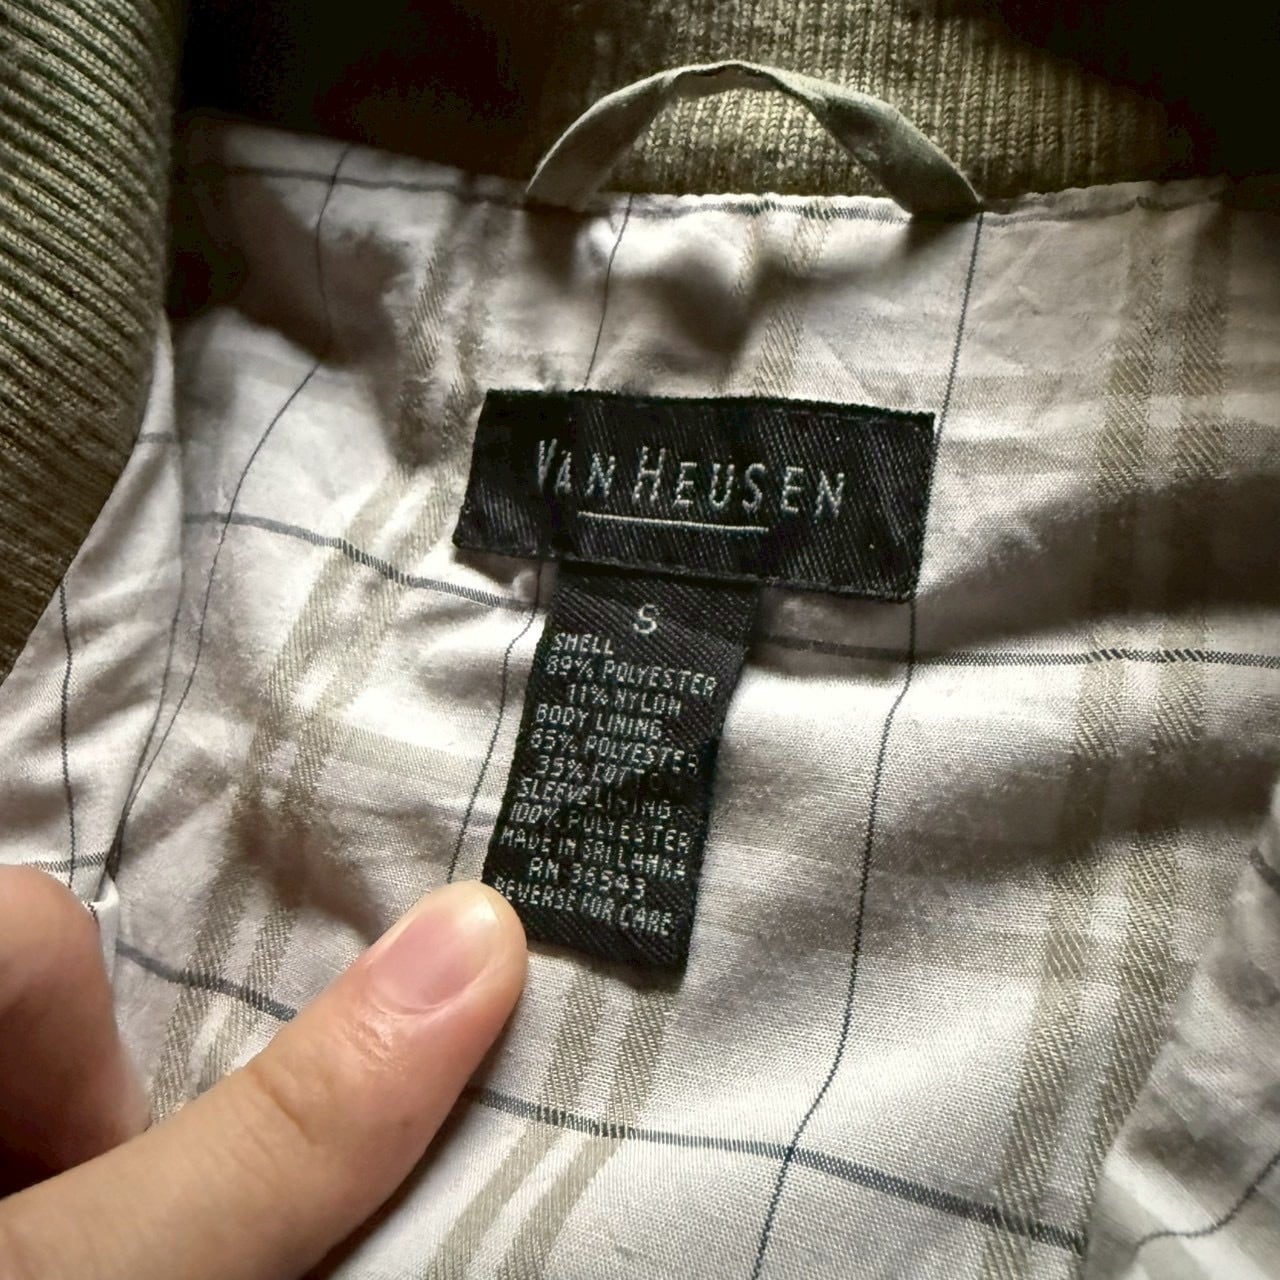 VAN HEUSEN
S
SHELL
89% POLYESTER
11% NYLON
BODY LINING
65% POLYESTER
35% COTTON
SLEEVE LINING
100% POLYESTER
MADE IN SRI LANKA
RN 36543
REVERSE FOR CARE